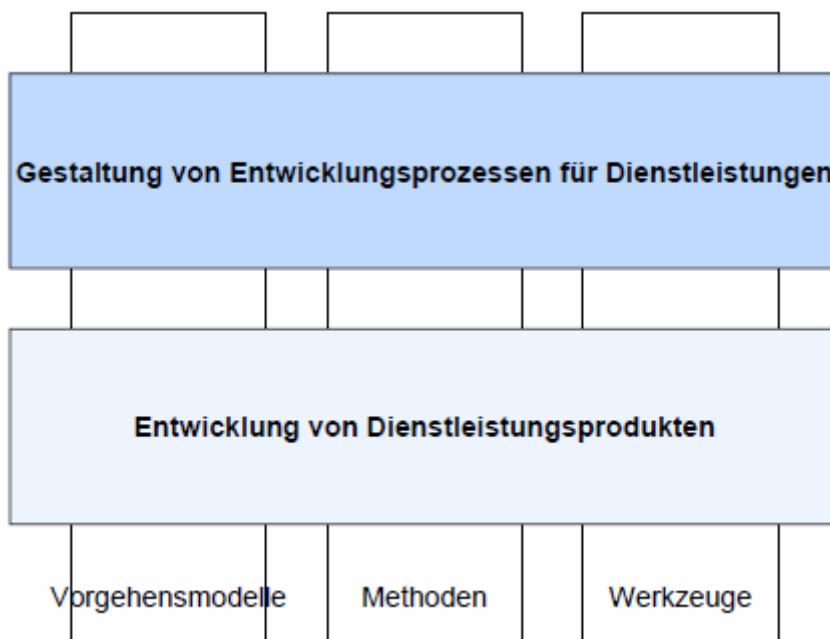 Gestaltung von Entwicklungsprozessen für Dienstleistungen
Entwicklung von Dienstleistungsprodukten
Vorgehensmodelle Methoden Werkzeuge